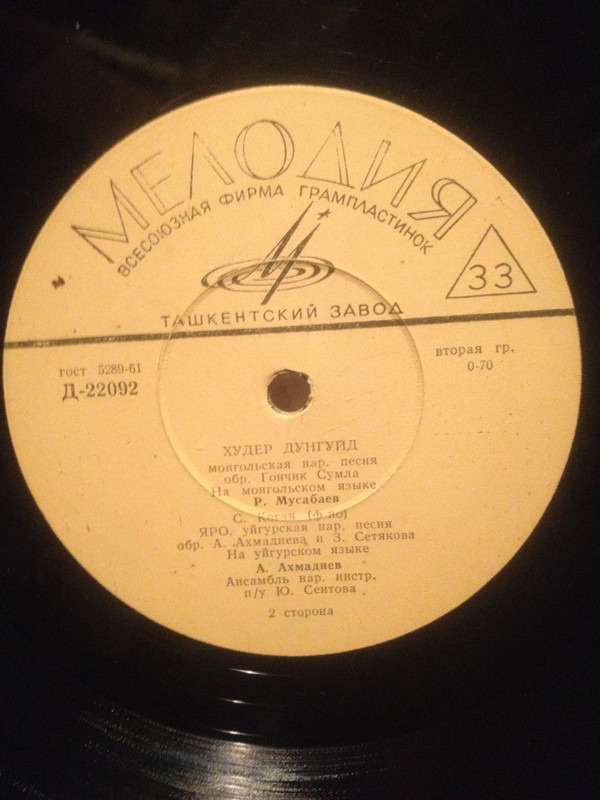 МЕЛОДИЯ
ВСЕСОЮЗНАЯ ФИРМА ГРАМПЛАСТИНОК
33
ТАШКЕНТСКИЙ ЗАВОД
гост 5289-61
Д-22092
вторая гр.
0-70
ХУДЕР ДУНГУЙД
монгольская нар. песня
обр. Гончик Сумла
На монгольском языке
Р. Мусабаев
С. Коган (ф-по)
ЯРО, уйгурская нар. песня
обр. А. Ахмадиева и З. Сетякова
На уйгурском языке
А. Ахмадиев
Ансамбль нар. инстр.
п/у Ю. Сеитова
2 сторона